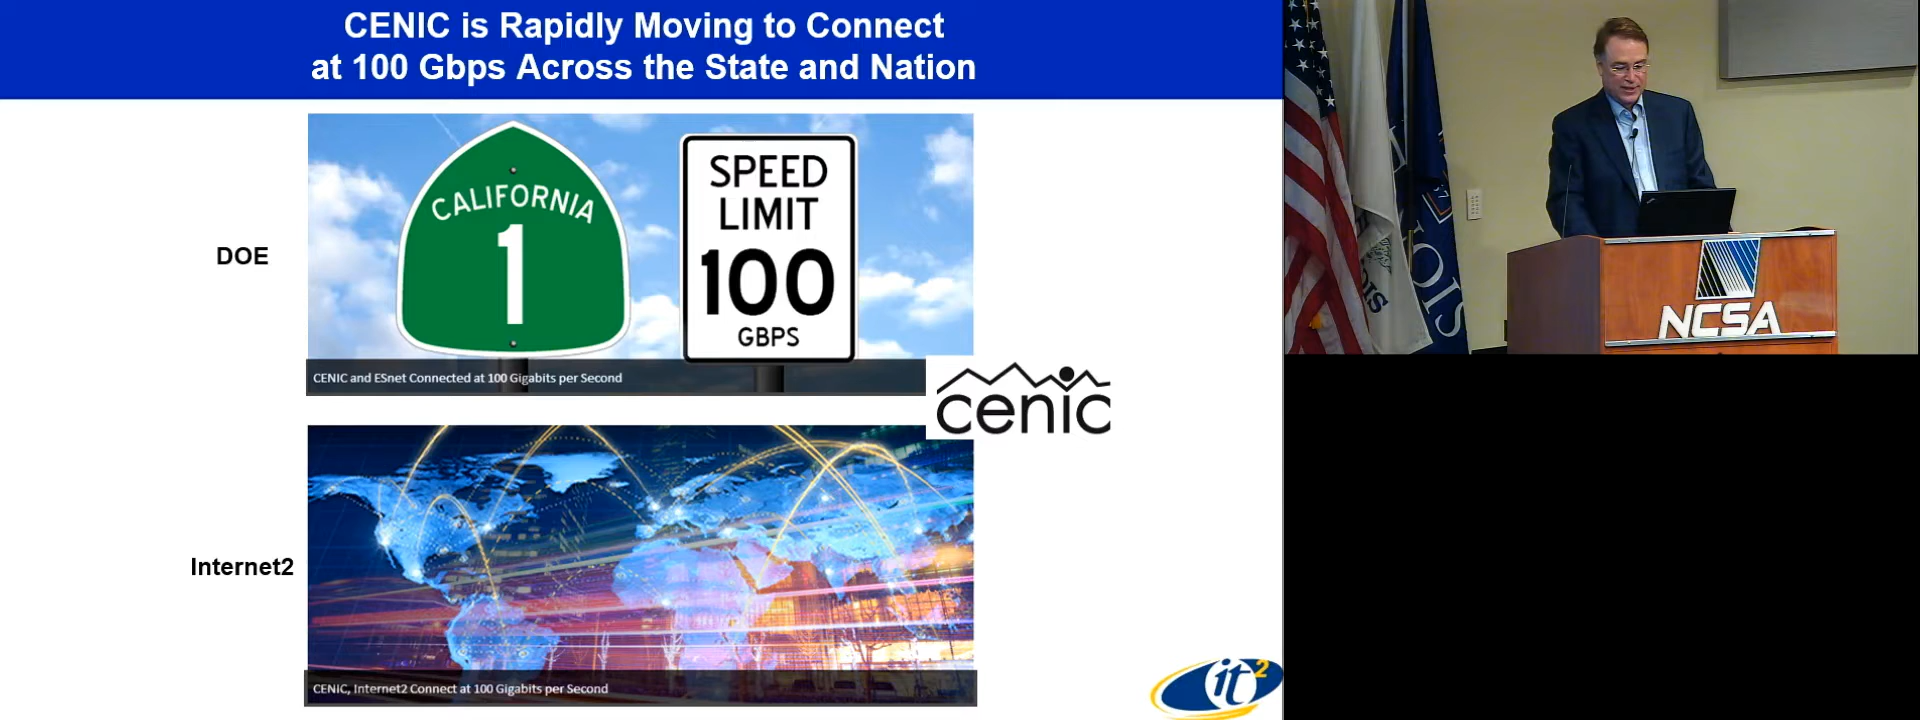 CENIC is Rapidly Moving to Connect
at 100 Gbps Across the State and Nation
DOE
CALIFORNIA
1
SPEED
LIMIT
100
GBPS
CENIC and ESnet Connected at 100 Gigabits per Second
cenic
Internet2
CENIC, Internet2 Connect at 100 Gigabits per Second
it2
NCSA
OIS